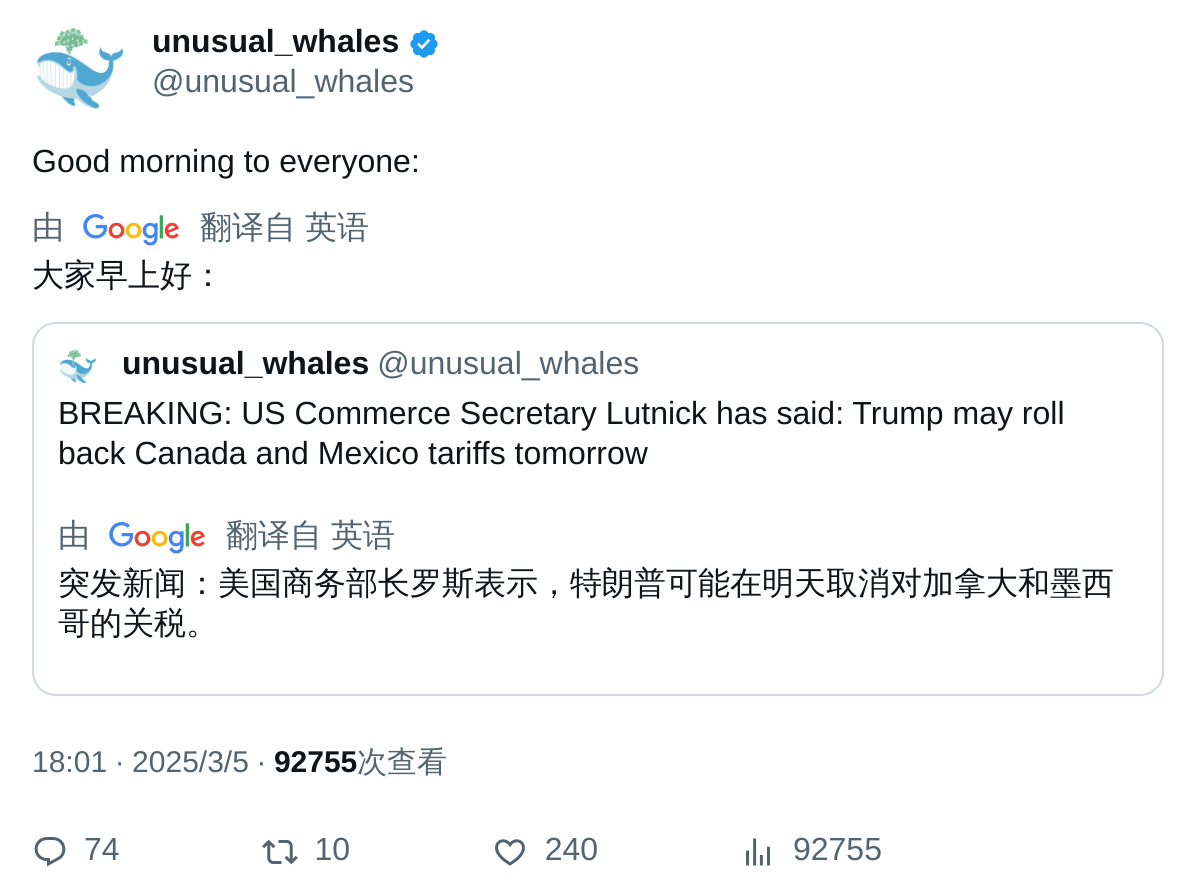 unusual_whales
@unusual_whales
Good morning to everyone:
由 Google 翻译自 英语
大家早上好：
unusual_whales @unusual_whales
BREAKING: US Commerce Secretary Lutnick has said: Trump may roll
back Canada and Mexico tariffs tomorrow
由 Google 翻译自 英语
突发新闻：美国商务部长罗斯表示，特朗普可能在明天取消对加拿大和墨西
哥的关税。
18:01 · 2025/3/5 · 92755次查看
74 10 240 92755